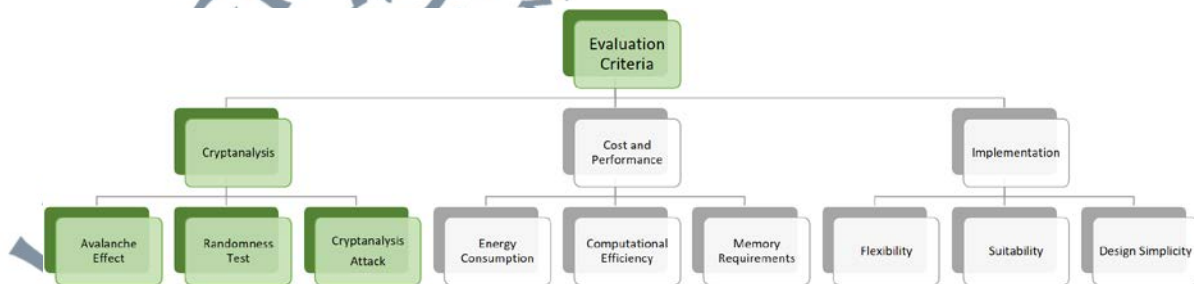 Evaluation
Criteria
Cryptanalysis
Cost and
Performance
Implementation
Avalanche
Effect
Randomness
Test
Cryptanalysis
Attack
Energy
Consumption
Computational
Efficiency
Memory
Requirements
Flexibility
Suitability
Design Simplicity